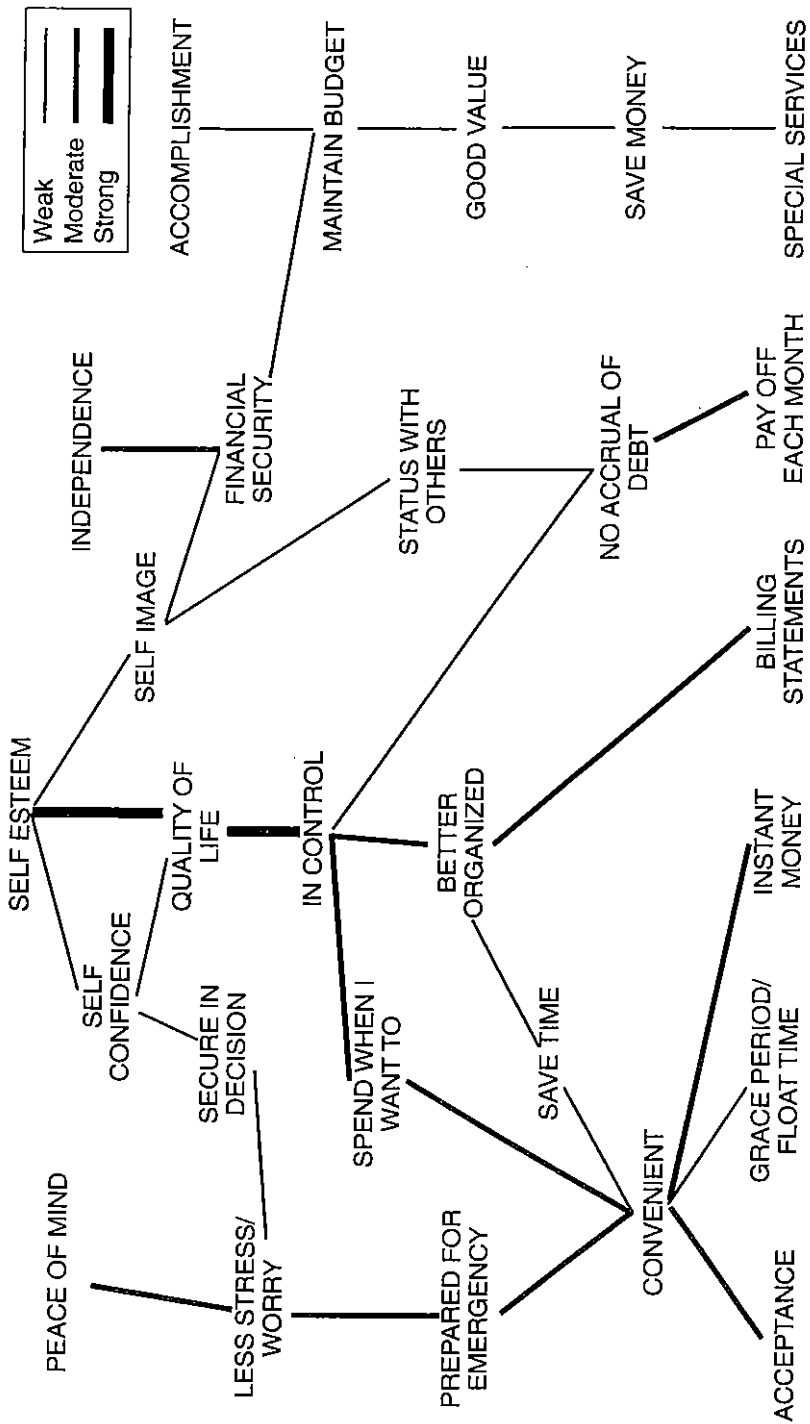 Weak
Moderate
Strong
SELF ESTEEM
PEACE OF MIND
SELF
CONFIDENCE
SELF IMAGE
INDEPENDENCE
ACCOMPLISHMENT
QUALITY OF
LIFE
LESS STRESS/
WORRY
SECURE IN
DECISION
FINANCIAL
SECURITY
IN CONTROL
MAINTAIN BUDGET
SPEND WHEN I
WANT TO
STATUS WITH
OTHERS
PREPARED FOR
EMERGENCY
BETTER
ORGANIZED
GOOD VALUE
SAVE TIME
NO ACCRUAL OF
DEBT
SAVE MONEY
CONVENIENT
ACCEPTANCE
GRACE PERIOD/
FLOAT TIME
INSTANT
MONEY
BILLING
STATEMENTS
PAY OFF
EACH MONTH
SPECIAL SERVICES